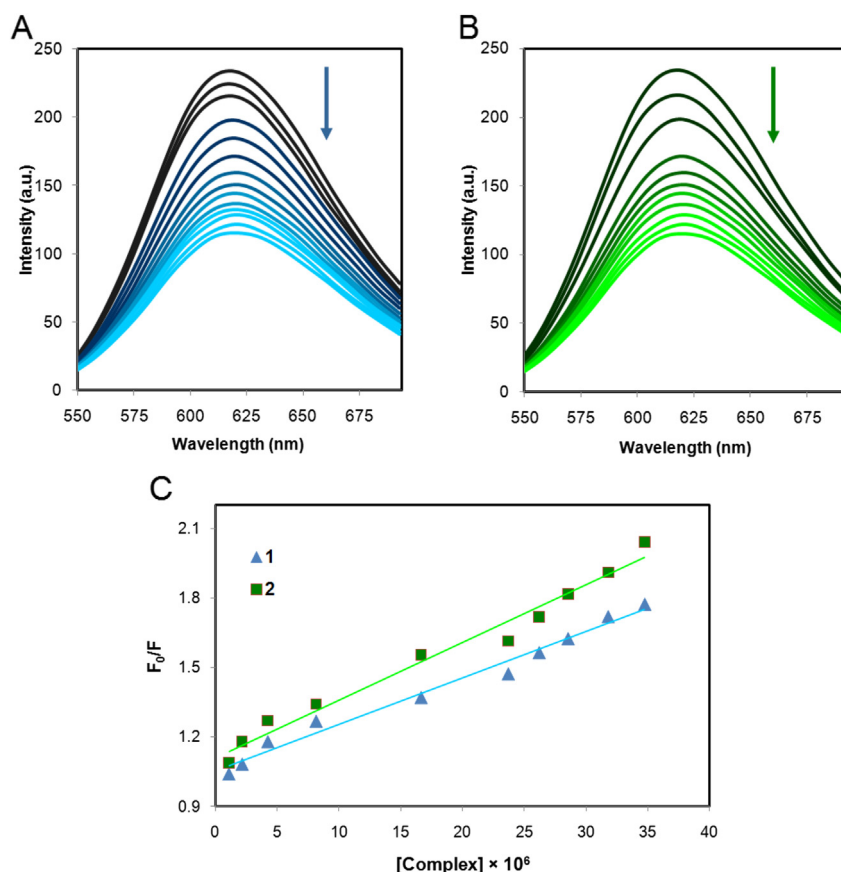 A
Intensity (a.u.)
250
200
150
100
50
0
550 575 600 625 650 675
Wavelength (nm)
B
Intensity (a.u.)
250
200
150
100
50
0
550 575 600 625 650 675
Wavelength (nm)
C
F₀/F
2.1
1.8
1.5
1.2
0.9
1
2
0 5 10 15 20 25 30 35 40
[Complex] × 10⁶